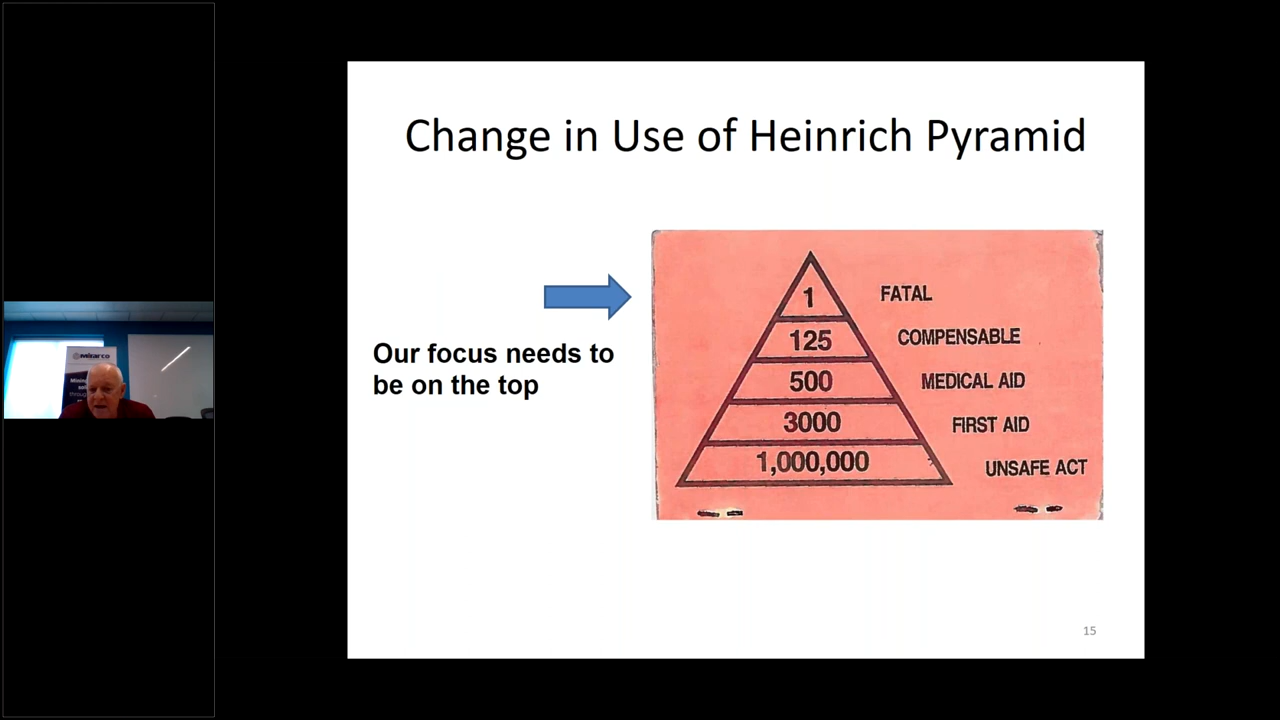 Change in Use of Heinrich Pyramid
Our focus needs to
be on the top
1 FATAL
125 COMPENSABLE
500 MEDICAL AID
3000 FIRST AID
1,000,000 UNSAFE ACT
15
mirarco